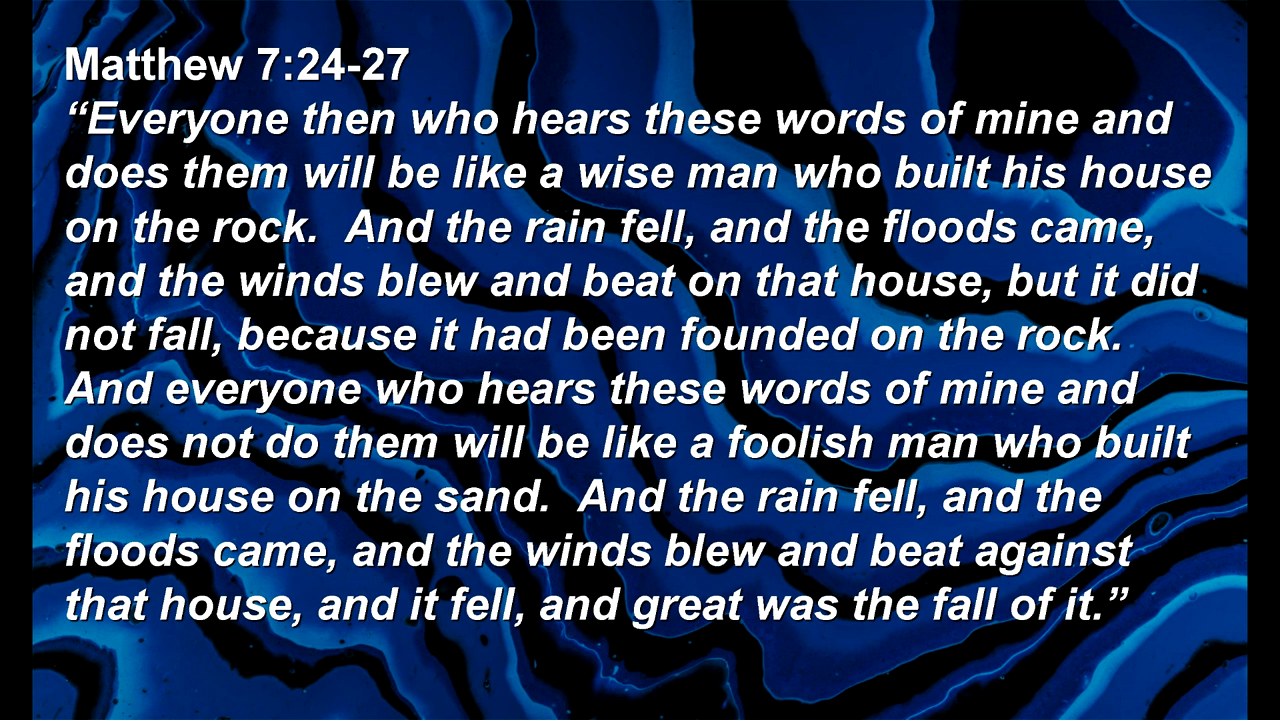 Matthew 7:24-27
“Everyone then who hears these words of mine and
does them will be like a wise man who built his house
on the rock.  And the rain fell, and the floods came,
and the winds blew and beat on that house, but it did
not fall, because it had been founded on the rock.
And everyone who hears these words of mine and
does not do them will be like a foolish man who built
his house on the sand.  And the rain fell, and the
floods came, and the winds blew and beat against
that house, and it fell, and great was the fall of it.”